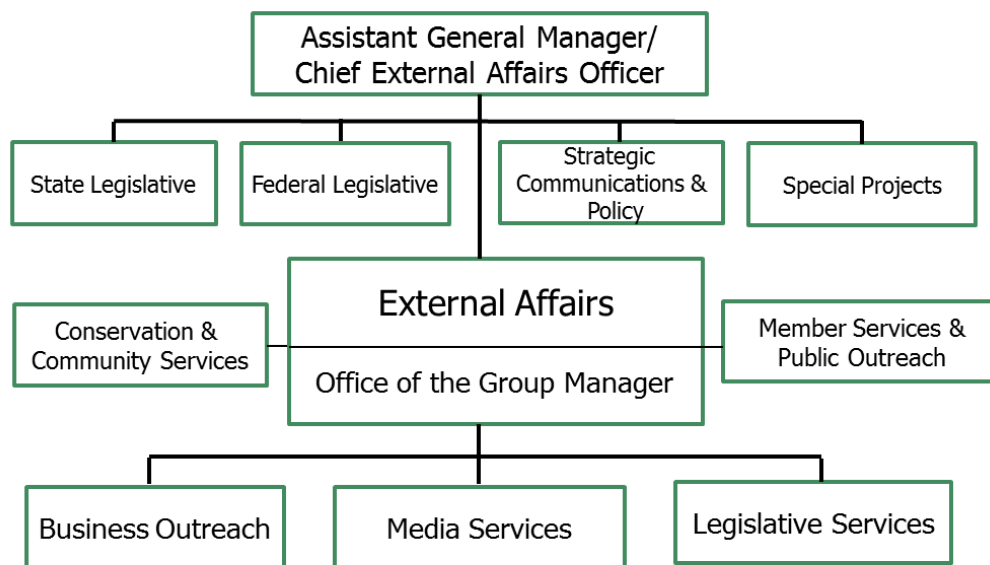 Assistant General Manager/
Chief External Affairs Officer
State Legislative
Federal Legislative
Strategic
Communications &
Policy
Special Projects
External Affairs
Office of the Group Manager
Conservation &
Community Services
Member Services &
Public Outreach
Business Outreach
Media Services
Legislative Services